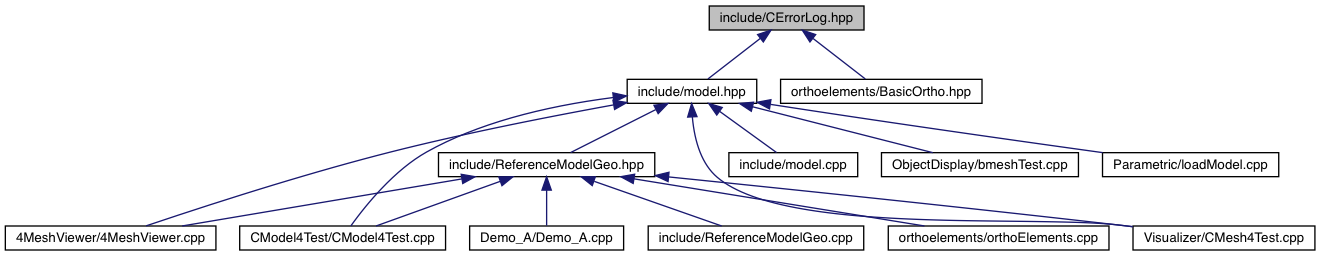 include/CErrorLog.hpp
include/model.hpp
orthoelements/BasicOrtho.hpp
include/ReferenceModelGeo.hpp
include/model.cpp
ObjectDisplay/bmeshTest.cpp
Parametric/loadModel.cpp
4MeshViewer/4MeshViewer.cpp
CModel4Test/CModel4Test.cpp
Demo_A/Demo_A.cpp
include/ReferenceModelGeo.cpp
orthoelements/orthoElements.cpp
Visualizer/CMesh4Test.cpp